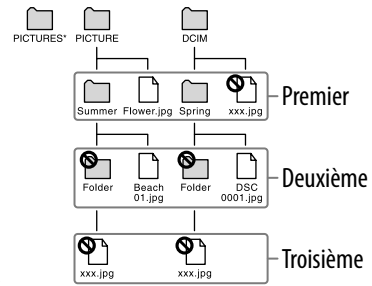 PICTURES* PICTURE DCIM
Summer Flower.jpg Spring xxx.jpg
Premier
Folder Beach 01.jpg Folder DSC 0001.jpg
Deuxième
xxx.jpg xxx.jpg
Troisième